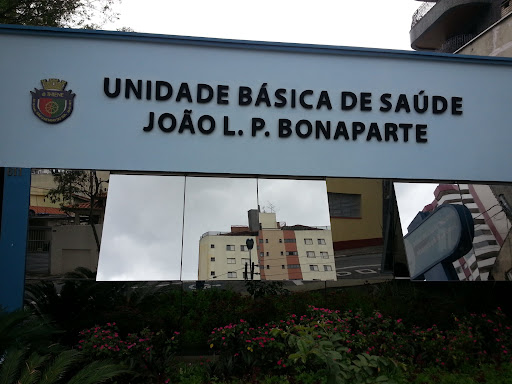 UNIDADE BÁSICA DE SAÚDE
JOÃO L. P. BONAPARTE